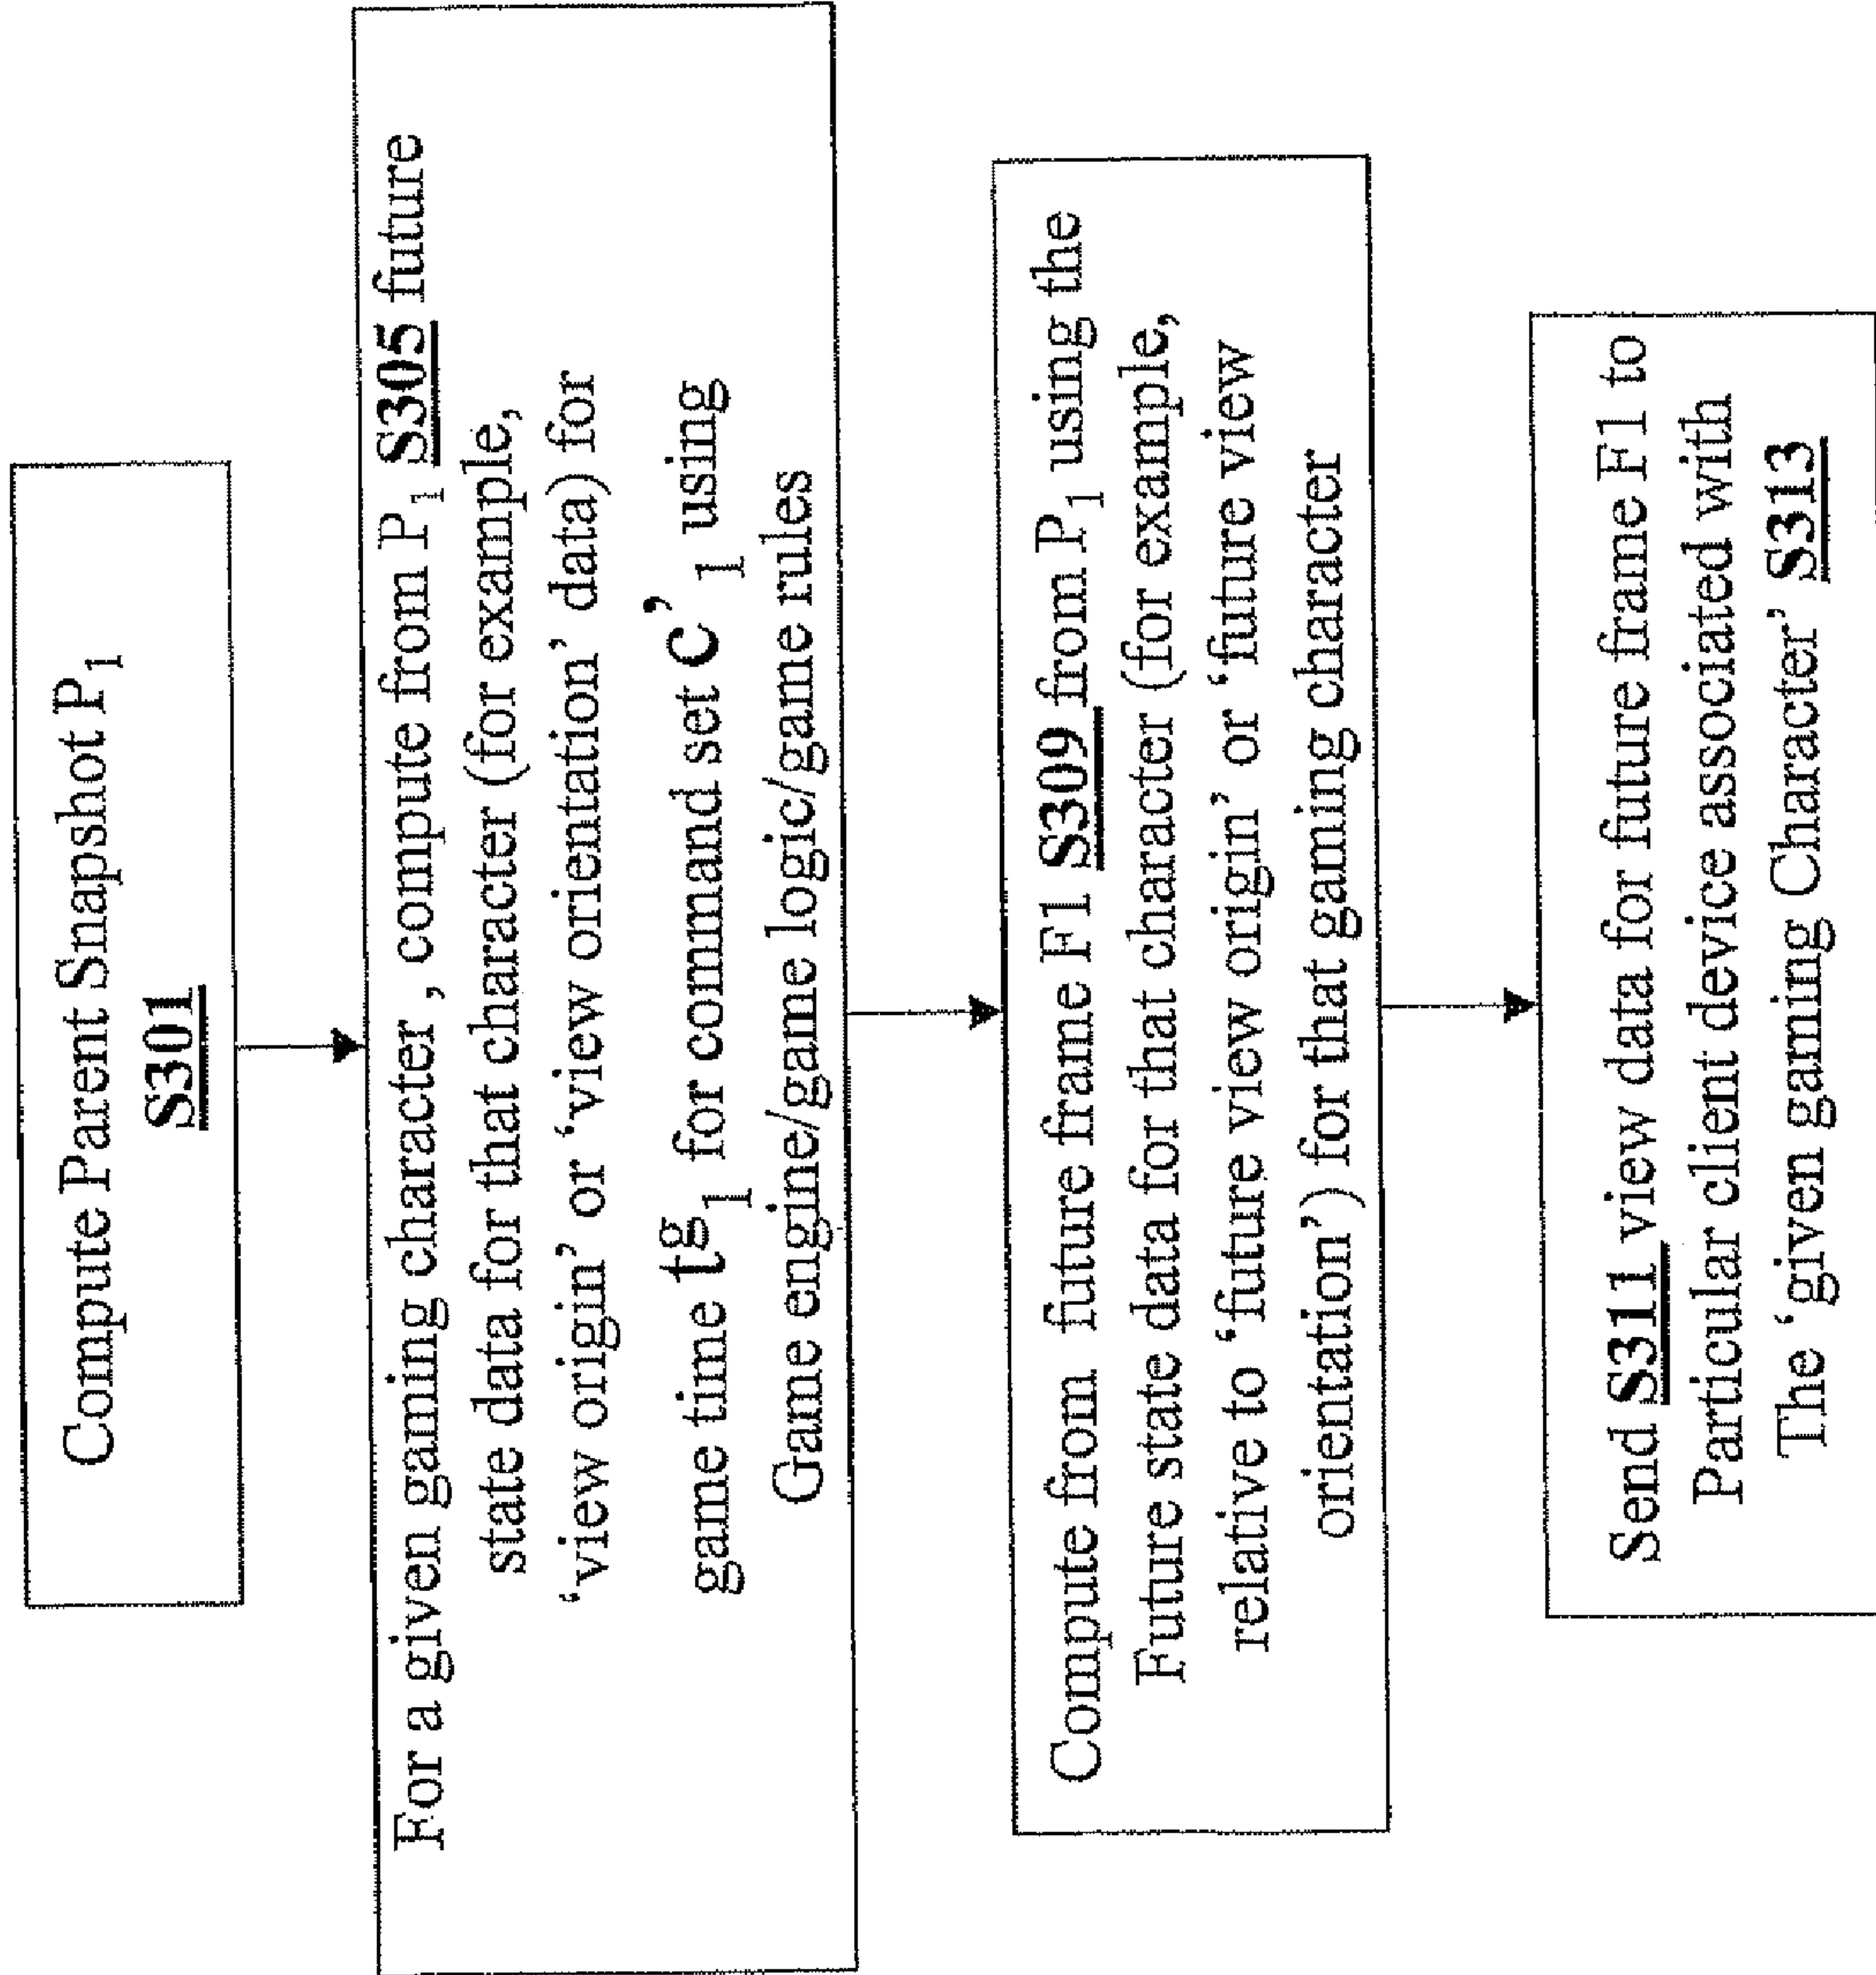 Compute Parent Snapshot P₁
S301
For a given gaming character , compute from P₁ S305 future
state data for that character (for example,
‘view origin’ or ‘view orientation’ data) for
game time tᵍ₁ for command set c’₁ using
Game engine/game logic/game rules
Compute from future frame F1 S309 from P₁ using the
Future state data for that character (for example,
relative to ‘future view origin’ or ‘future view
orientation’) for that gaming character
Send S311 view data for future frame F1 to
Particular client device associated with
The ‘given gaming Character’ S313